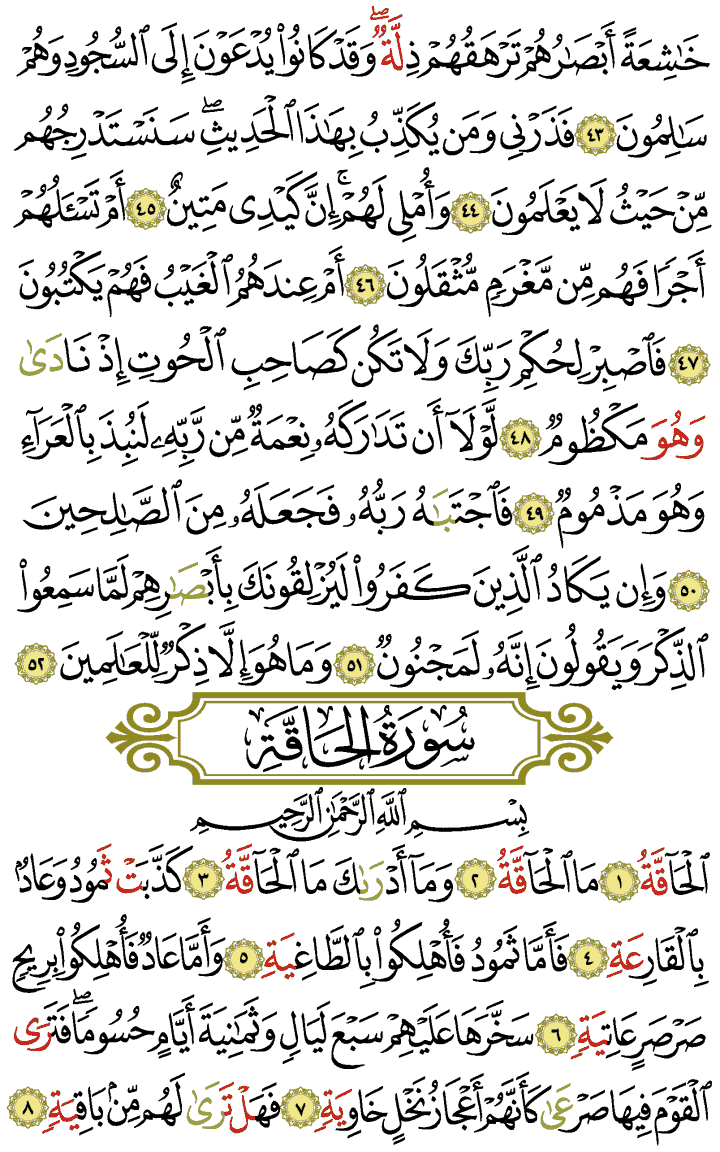 خَٰشِعَةً أَبْصَٰرُهُمْ تَرْهَقُهُمْ ذِلَّةٌۖ وَقَدْ كَانُوا۟ يُدْعَوْنَ إِلَى ٱلسُّجُودِ وَهُمْ
سَٰلِمُونَ ٤٣ فَذَرْنِى وَمَن يُكَذِّبُ بِهَٰذَا ٱلْحَدِيثِۖ سَنَسْتَدْرِجُهُم
مِّنْ حَيْثُ لَا يَعْلَمُونَ ٤٤ وَأُمْلِى لَهُمْۚ إِنَّ كَيْدِى مَتِينٌ ٤٥ أَمْ تَسْـَٔلُهُمْ
أَجْرًا فَهُم مِّن مَّغْرَمٍ مُّثْقَلُونَ ٤٦ أَمْ عِندَهُمُ ٱلْغَيْبُ فَهُمْ يَكْتُبُونَ
٤٧ فَٱصْبِرْ لِحُكْمِ رَبِّكَ وَلَا تَكُن كَصَاحِبِ ٱلْحُوتِ إِذْ نَادَىٰ
وَهُوَ مَكْظُومٌ ٤٨ لَّوْلَآ أَن تَدَٰرَكَهُۥ نِعْمَةٌ مِّن رَّبِّهِۦ لَنُبِذَ بِٱلْعَرَآءِ
وَهُوَ مَذْمُومٌ ٤٩ فَٱجْتَبَٰهُ رَبُّهُۥ فَجَعَلَهُۥ مِنَ ٱلصَّٰلِحِينَ
٥٠ وَإِن يَكَادُ ٱلَّذِينَ كَفَرُوا۟ لَيُزْلِقُونَكَ بِأَبْصَٰرِهِمْ لَمَّا سَمِعُوا۟
ٱلذِّكْرَ وَيَقُولُونَ إِنَّهُۥ لَمَجْنُونٌ ٥١ وَمَا هُوَ إِلَّا ذِكْرٌ لِّلْعَٰلَمِينَ ٥٢
سُورَةُ الحَاقَّةِ
بِسْمِ ٱللَّهِ ٱلرَّحْمَٰنِ ٱلرَّحِيمِ
ٱلْحَآقَّةُ ١ مَا ٱلْحَآقَّةُ ٢ وَمَآ أَدْرَىٰكَ مَا ٱلْحَآقَّةُ ٣ كَذَّبَت ثَّمُودُ وَعَادٌۢ
بِٱلْقَارِعَةِ ٤ فَأَمَّا ثَمُودُ فَأُهْلِكُوا۟ بِٱلطَّاغِيَةِ ٥ وَأَمَّا عَادٌ فَأُهْلِكُوا۟ بِرِيحٍ
صَرْصَرٍ عَاتِيَةٍ ٦ سَخَّرَهَا عَلَيْهِمْ سَبْعَ لَيَالٍ وَثَمَٰنِيَةَ أَيَّامٍ حُسُومًاۖ فَتَرَى
ٱلْقَوْمَ فِيهَا صَرْعَىٰ كَأَنَّهُمْ أَعْجَازُ نَخْلٍ خَاوِيَةٍ ٧ فَهَل تَّرَىٰ لَهُم مِّنۢ بَاقِيَةٍ ٨